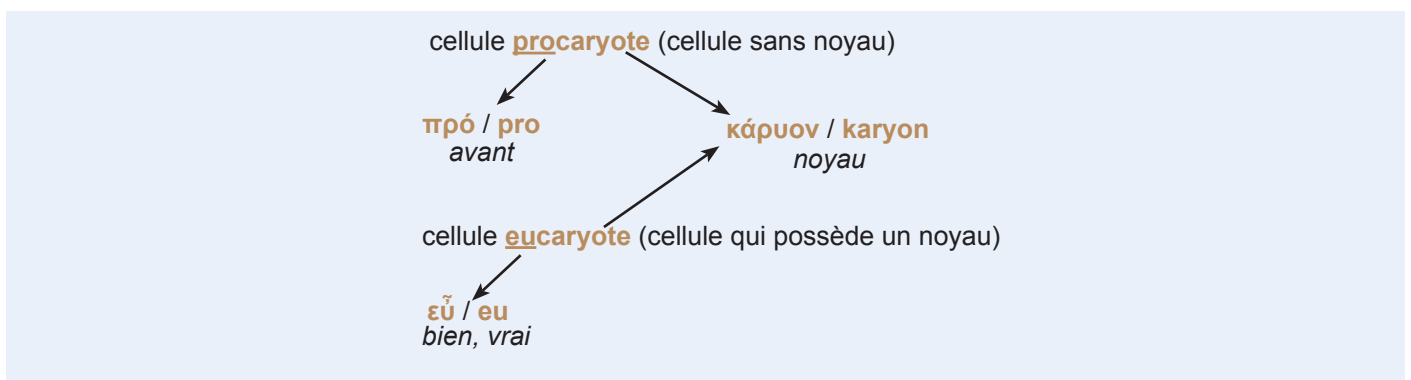 cellule procaryote (cellule sans noyau)
πρό / pro
avant
κάρυον / karyon
noyau
cellule eucaryote (cellule qui possède un noyau)
εὖ / eu
bien, vrai